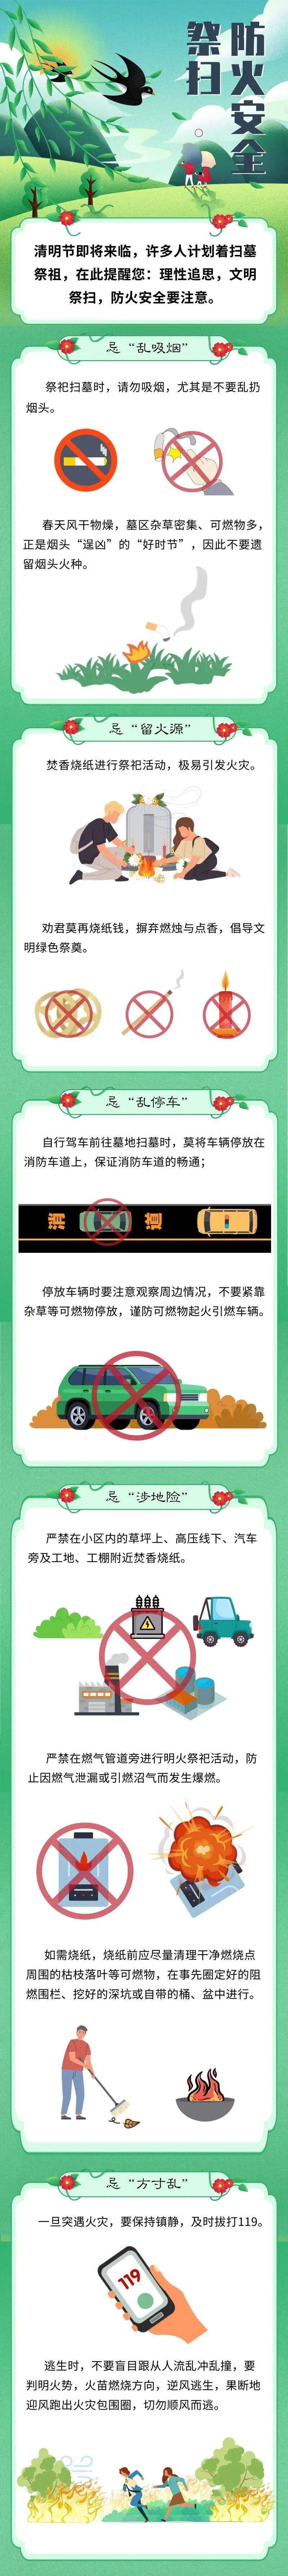 防火安全
祭扫
清明节即将来临，许多人计划着扫墓
祭祖，在此提醒您：理性追思，文明
祭扫，防火安全要注意。
忌“乱吸烟”
祭祀扫墓时，请勿吸烟，尤其是不要乱扔
烟头。
春天风干物燥，墓区杂草密集、可燃物多，
正是烟头“逞凶”的“好时节”，因此不要遗
留烟头火种。
忌“留火源”
焚香烧纸进行祭祀活动，极易引发火灾。
劝君莫再烧纸钱，摒弃燃烛与点香，倡导文
明绿色祭奠。
忌“乱停车”
自行驾车前往墓地扫墓时，莫将车辆停放在
消防车道上，保证消防车道的畅通；
消 道
停放车辆时要注意观察周边情况，不要紧靠
杂草等可燃物停放，谨防可燃物起火引燃车辆。
忌“涉地险”
严禁在小区内的草坪上、高压线下、汽车
旁及工地、工棚附近焚香烧纸。
严禁在燃气管道旁进行明火祭祀活动，防
止因燃气泄漏或引燃沼气而发生爆燃。
如需烧纸，烧纸前应尽量清理干净燃烧点
周围的枯枝落叶等可燃物，在事先圈定好的阻
燃围栏、挖好的深坑或自带的桶、盆中进行。
忌“方寸乱”
一旦突遇火灾，要保持镇静，及时拔打119。
119
逃生时，不要盲目跟从人流乱冲乱撞，要
判明火势，火苗燃烧方向，逆风逃生，果断地
迎风跑出火灾包围圈，切勿顺风而逃。